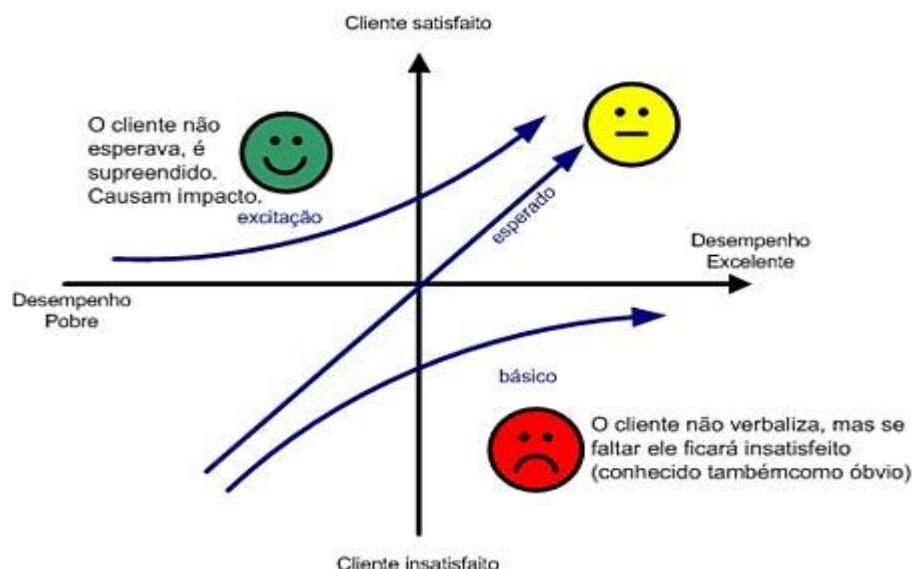 Cliente satisfeito
O cliente não
esperava, é
supreendido.
Causam impacto.
excitação
esperado
Desempenho
Excelente
Desempenho
Pobre
básico
O cliente não verbaliza, mas se
faltar ele ficará insatisfeito
(conhecido tambémcomo óbvio)
Cliente insatisfaito